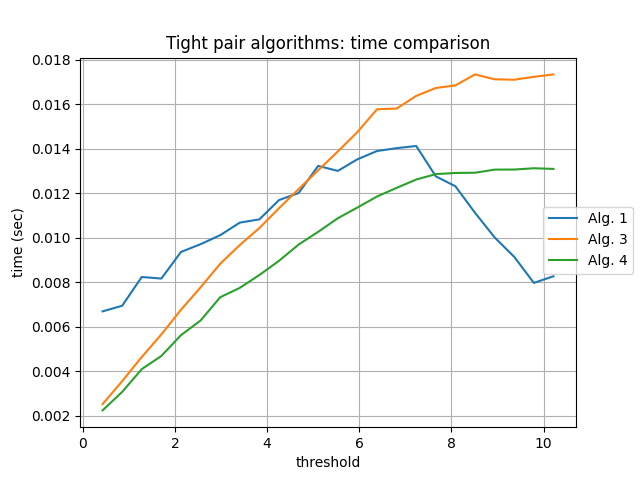 Tight pair algorithms: time comparison
0.018
0.016
0.014
0.012
0.010
0.008
0.006
0.004
0.002
time (sec)
0
2
4
6
8
10
threshold
Alg. 1
Alg. 3
Alg. 4